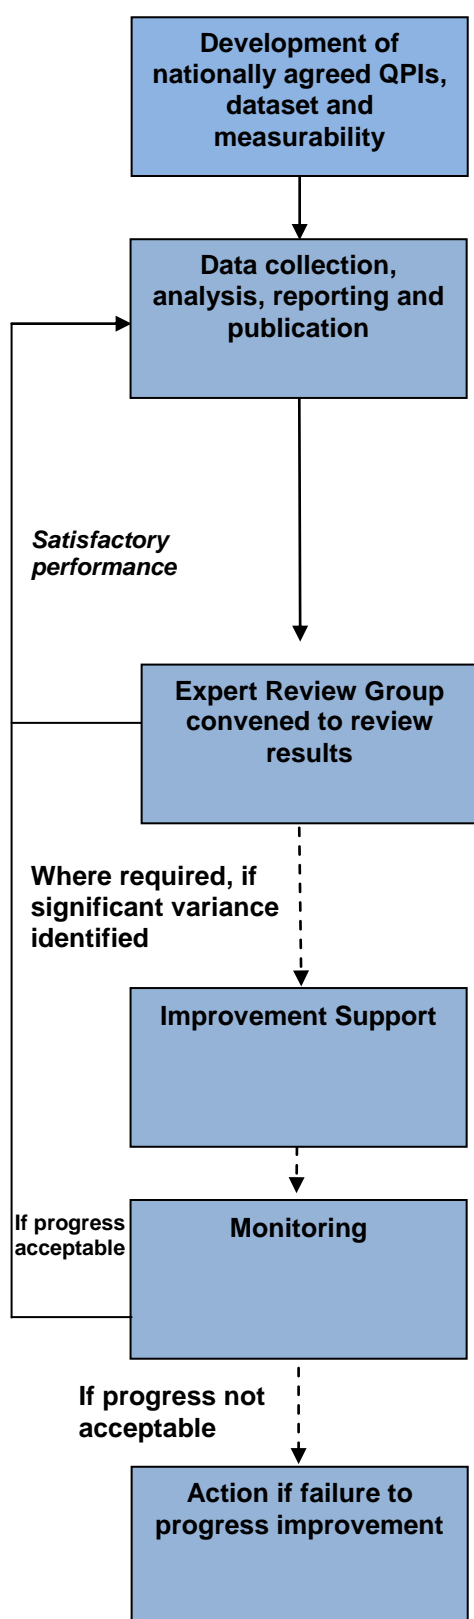 Development of
nationally agreed QPIs,
dataset and
measurability
Data collection,
analysis, reporting and
publication
Satisfactory
performance
Expert Review Group
convened to review
results
Where required, if
significant variance
identified
Improvement Support
If progress
acceptable
Monitoring
If progress not
acceptable
Action if failure to
progress improvement